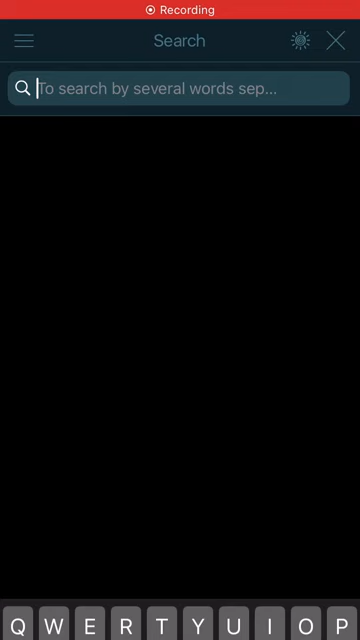 Recording
Search
To search by several words sep...
Q W E R T Y U I O P